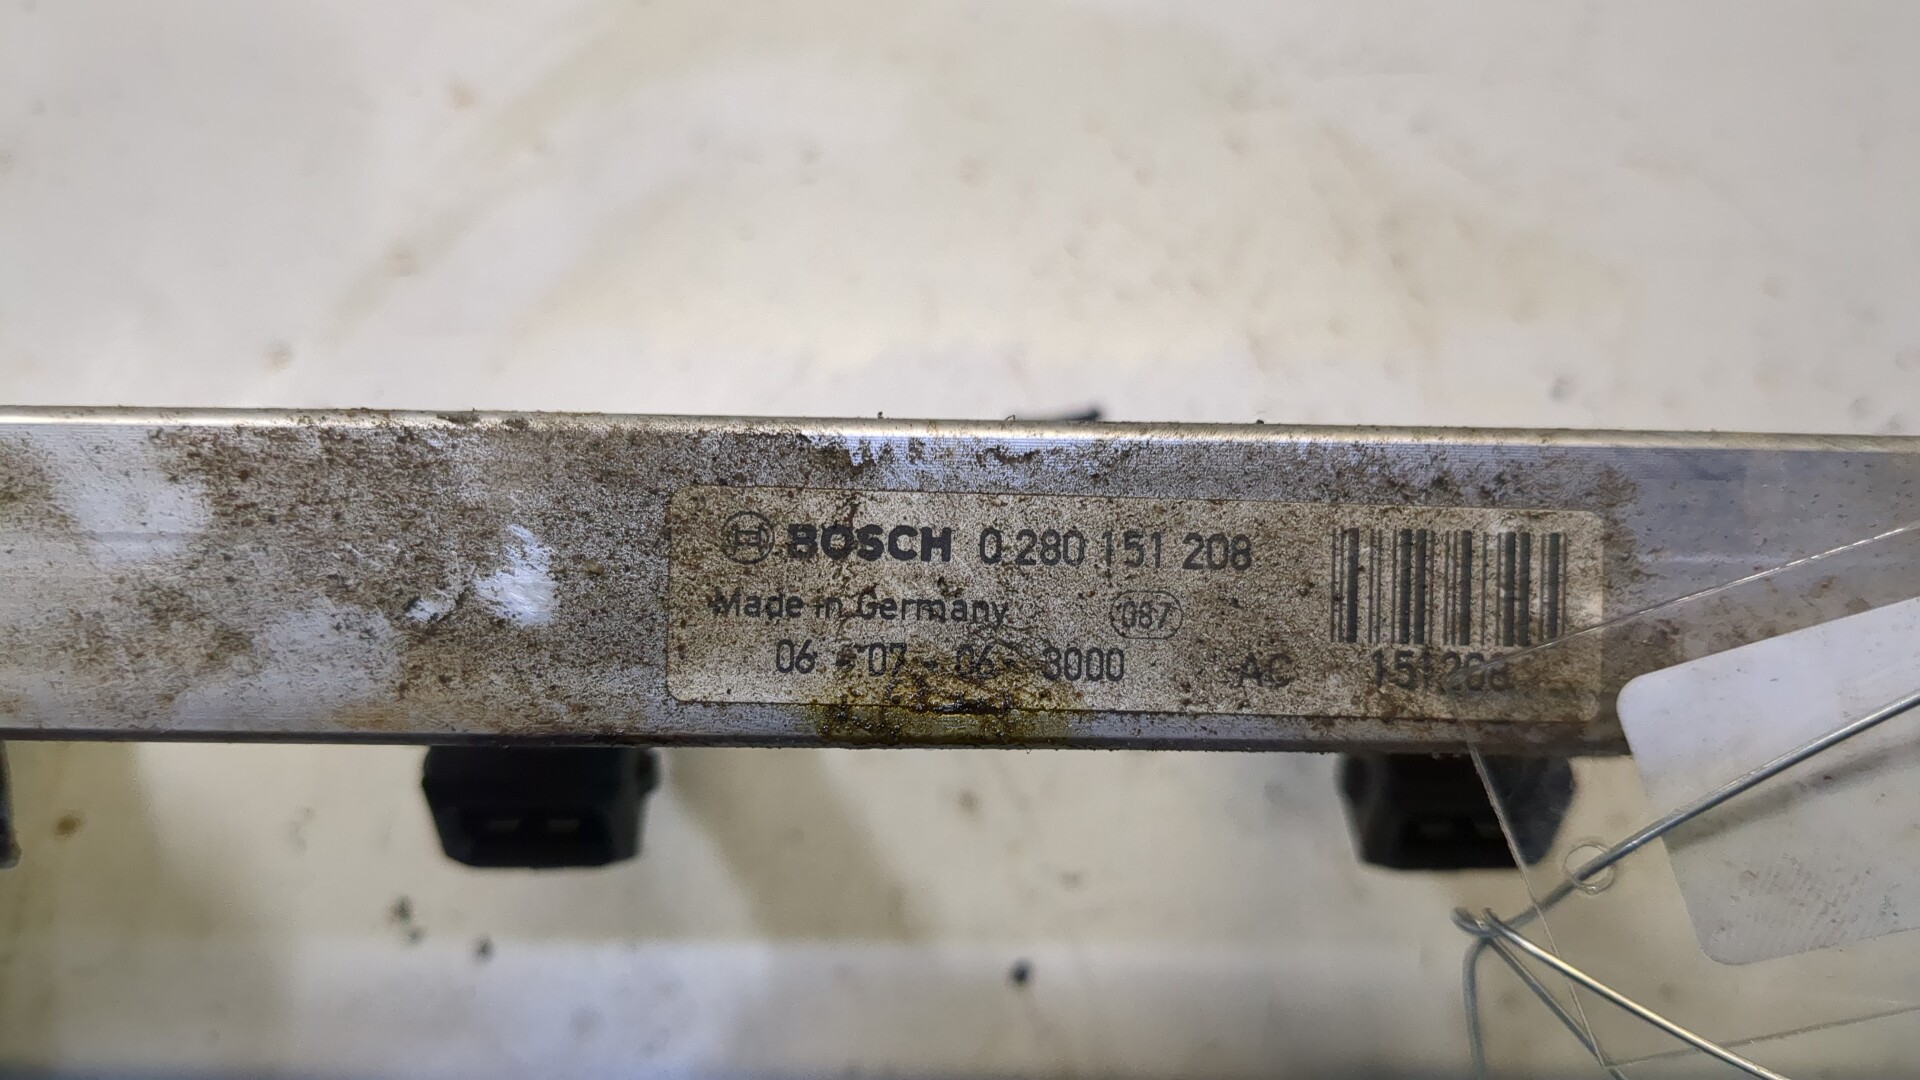 BOSCH 0 280 151 208
Made in Germany 087
06 - 07 - 06 - 3000 AC 151208